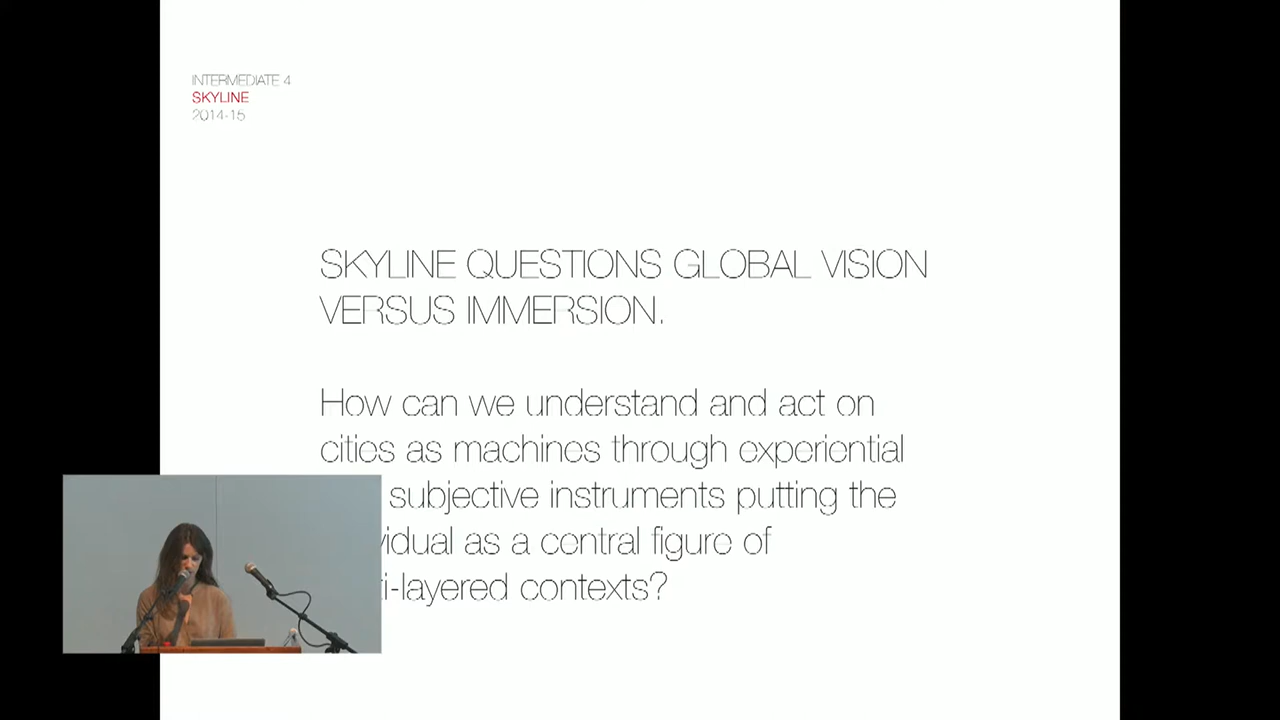 INTERMEDIATE 4
SKYLINE
2014-15
SKYLINE QUESTIONS GLOBAL VISION
VERSUS IMMERSION.
How can we understand and act on
cities as machines through experiential
subjective instruments putting the
vidual as a central figure of
ti-layered contexts?